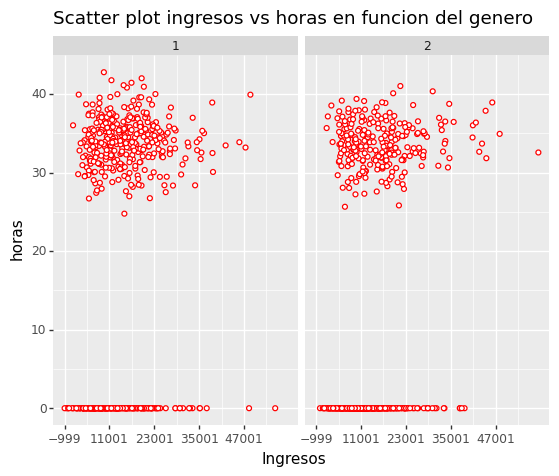 Scatter plot ingresos vs horas en funcion del genero
1 2
40
30
20
10
0
horas
−999 11001 23001 35001 47001 −999 11001 23001 35001 47001
Ingresos